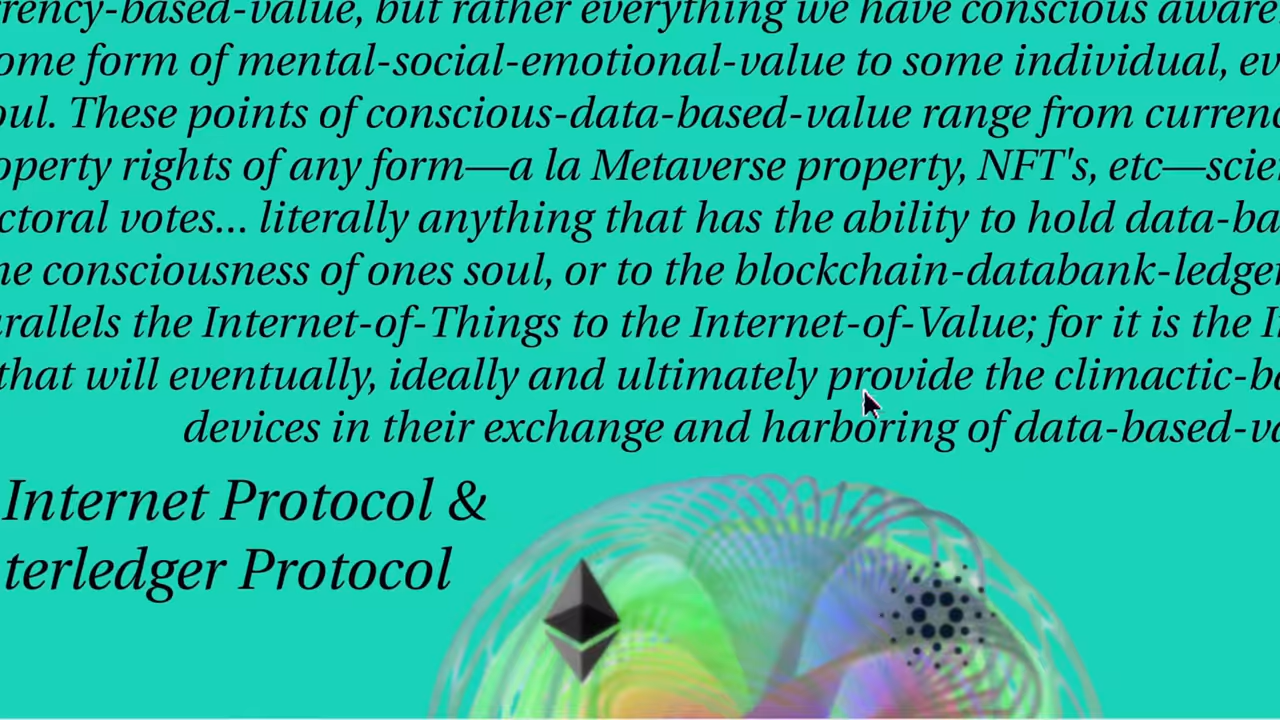 rency-based-value, but rather everything we have conscious aware
ome form of mental-social-emotional-value to some individual, ev
oul. These points of conscious-data-based-value range from currenc
operty rights of any form—a la Metaverse property, NFT's, etc—scien
ctoral votes... literally anything that has the ability to hold data-ba
he consciousness of ones soul, or to the blockchain-databank-ledger
rallels the Internet-of-Things to the Internet-of-Value; for it is the I
that will eventually, ideally and ultimately provide the climactic-ba
devices in their exchange and harboring of data-based-va
Internet Protocol &
terledger Protocol